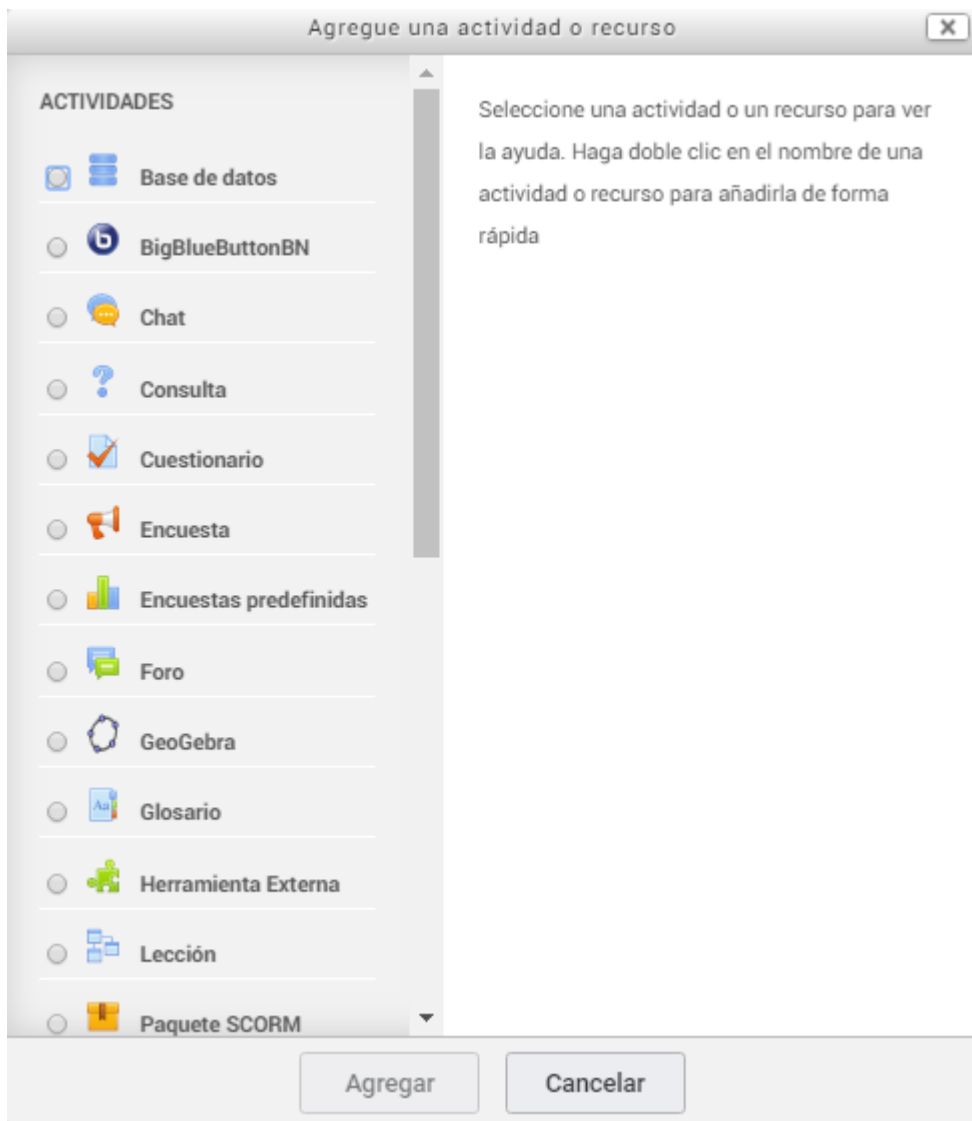 Agregue una actividad o recurso
ACTIVIDADES
Base de datos
BigBlueButtonBN
Chat
Consulta
Cuestionario
Encuesta
Encuestas predefinidas
Foro
GeoGebra
Glosario
Herramienta Externa
Lección
Paquete SCORM
Seleccione una actividad o un recurso para ver
la ayuda. Haga doble clic en el nombre de una
actividad o recurso para añadirla de forma
rápida
Agregar
Cancelar